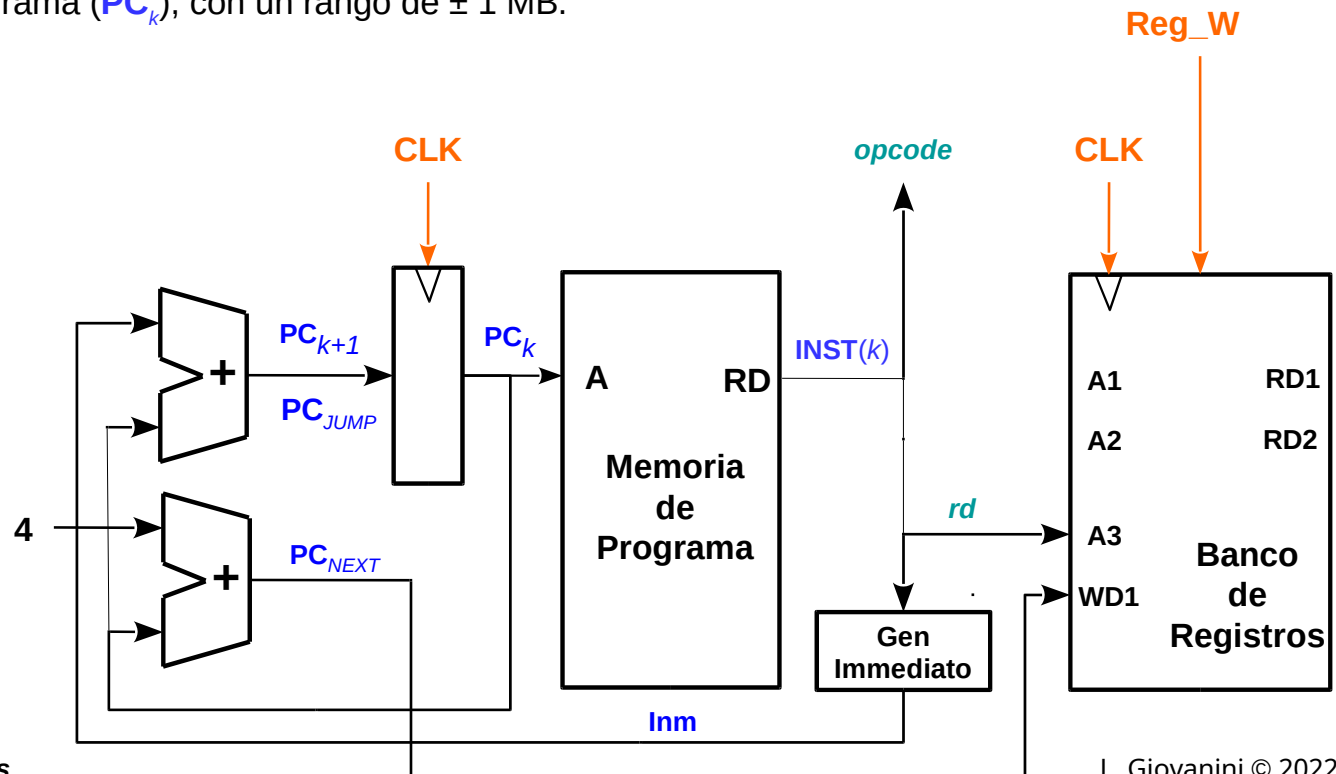 (PCk), con un rango de ± 1 MB.
Reg_W
CLK
opcode
CLK
PCk+1
PCJUMP
PCk
INST(k)
A
RD
A1
RD1
A2
RD2
Memoria
de
Programa
4
rd
A3
PCNEXT
Banco
de
Registros
WD1
Gen
Immediato
Inm
+
+
Giovanini © 2022